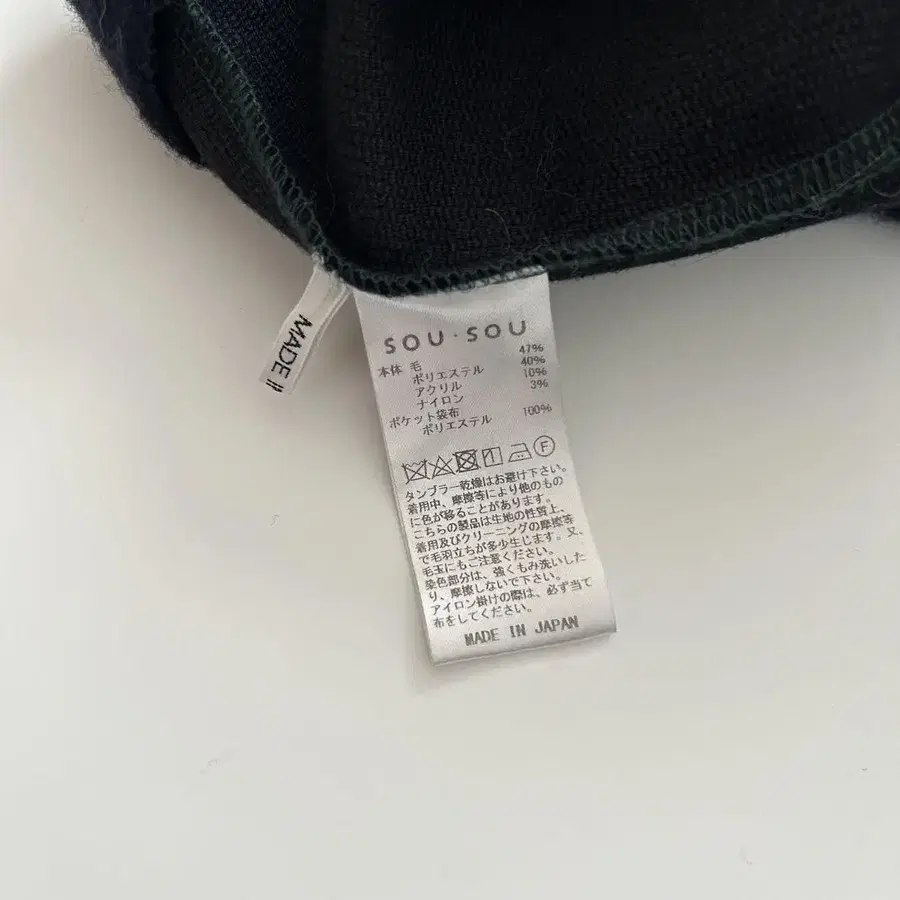 MADE
SOU・SOU
本体 毛 47%
ポリエステル 40%
アクリル 10%
ナイロン 3%
ポケット袋布
ポリエステル 100%
F
タンブラー乾燥はお避け下さい。
着用中、摩擦等により他のもの
に色が移ることがあります。
こちらの製品は生地の性質上、
着用及びクリーニングの摩擦等
で毛羽立ちが多少生じます。又、
毛玉にもご注意ください。
染色部分は、強くもみ洗いした
り、摩擦しないで下さい。
アイロン掛けの際は、必ず当て
布をしてください。
MADE IN JAPAN